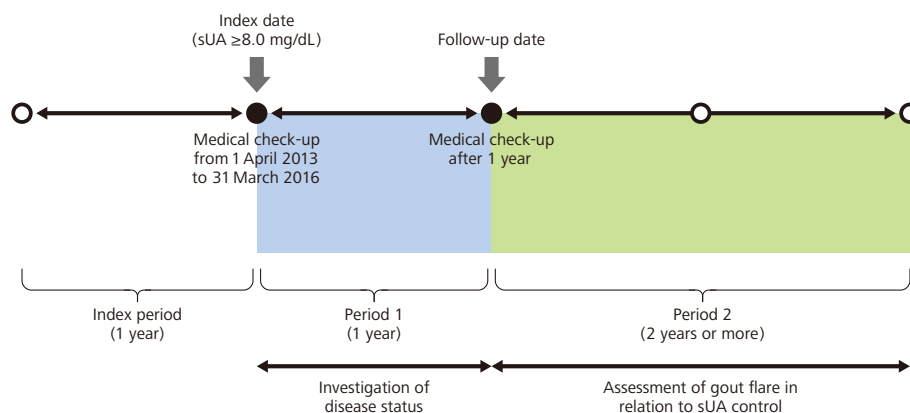 Index date
(sUA ≥8.0 mg/dL)
Follow-up date
Medical check-up
from 1 April 2013
to 31 March 2016
Medical check-up
after 1 year
Index period
(1 year)
Period 1
(1 year)
Period 2
(2 years or more)
Investigation of
disease status
Assessment of gout flare in
relation to sUA control